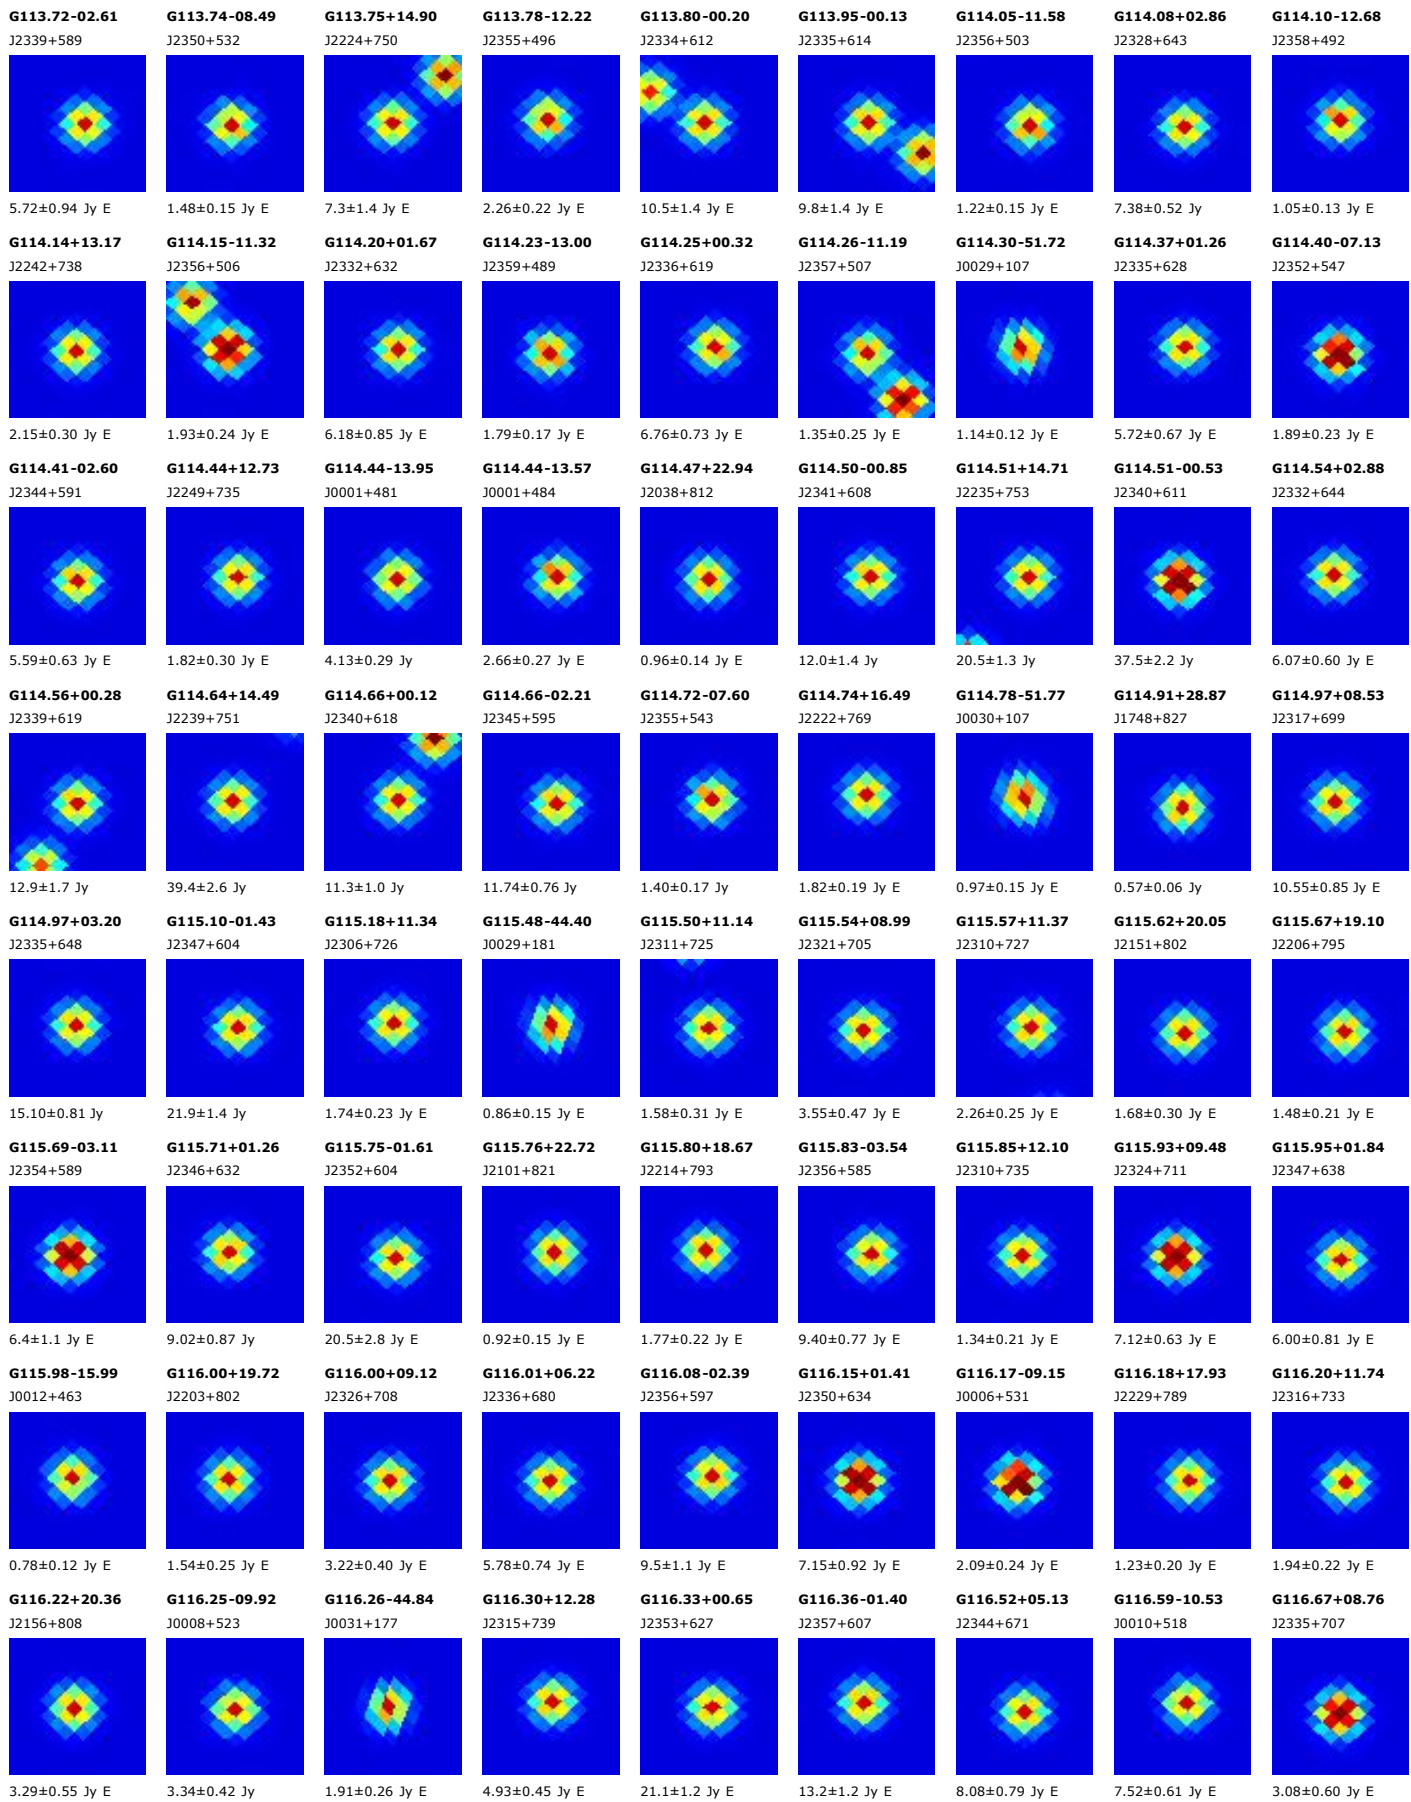 G113.72-02.61 G113.74-08.49 G113.75+14.90 G113.78-12.22 G113.80-00.20 G113.95-00.13 G114.05-11.58 G114.08+02.86 G114.10-12.68
J2339+589 J2350+532 J2224+750 J2355+496 J2334+612 J2335+614 J2356+503 J2328+643 J2358+492
5.72±0.94 Jy E 1.48±0.15 Jy E 7.3±1.4 Jy E 2.26±0.22 Jy E 10.5±1.4 Jy E 9.8±1.4 Jy E 1.22±0.15 Jy E 7.38±0.52 Jy 1.05±0.13 Jy E
G114.14+13.17 G114.15-11.32 G114.20+01.67 G114.23-13.00 G114.25+00.32 G114.26-11.19 G114.30-51.72 G114.37+01.26 G114.40-07.13
J2242+738 J2356+506 J2332+632 J2359+489 J2336+619 J2357+507 J0029+107 J2335+628 J2352+547
2.15±0.30 Jy E 1.93±0.24 Jy E 6.18±0.85 Jy E 1.79±0.17 Jy E 6.76±0.73 Jy E 1.35±0.25 Jy E 1.14±0.12 Jy E 5.72±0.67 Jy E 1.89±0.23 Jy E
G114.41-02.60 G114.44+12.73 G114.44-13.95 G114.44-13.57 G114.47+22.94 G114.50-00.85 G114.51+14.71 G114.51-00.53 G114.54+02.88
J2344+591 J2249+735 J0001+481 J0001+484 J2038+812 J2341+608 J2235+753 J2340+611 J2332+644
5.59±0.63 Jy E 1.82±0.30 Jy E 4.13±0.29 Jy 2.66±0.27 Jy E 0.96±0.14 Jy E 12.0±1.4 Jy 20.5±1.3 Jy 37.5±2.2 Jy 6.07±0.60 Jy E
G114.56+00.28 G114.64+14.49 G114.66+00.12 G114.66-02.21 G114.72-07.60 G114.74+16.49 G114.78-51.77 G114.91+28.87 G114.97+08.53
J2339+619 J2239+751 J2340+618 J2345+595 J2355+543 J2222+769 J0030+107 J1748+827 J2317+699
12.9±1.7 Jy 39.4±2.6 Jy 11.3±1.0 Jy 11.74±0.76 Jy 1.40±0.17 Jy 1.82±0.19 Jy E 0.97±0.15 Jy E 0.57±0.06 Jy 10.55±0.85 Jy E
G114.97+03.20 G115.10-01.43 G115.18+11.34 G115.48-44.40 G115.50+11.14 G115.54+08.99 G115.57+11.37 G115.62+20.05 G115.67+19.10
J2335+648 J2347+604 J2306+726 J0029+181 J2311+725 J2321+705 J2310+727 J2151+802 J2206+795
15.10±0.81 Jy 21.9±1.4 Jy 1.74±0.23 Jy E 0.86±0.15 Jy E 1.58±0.31 Jy E 3.55±0.47 Jy E 2.26±0.25 Jy E 1.68±0.30 Jy E 1.48±0.21 Jy E
G115.69-03.11 G115.71+01.26 G115.75-01.61 G115.76+22.72 G115.80+18.67 G115.83-03.54 G115.85+12.10 G115.93+09.48 G115.95+01.84
J2354+589 J2346+632 J2352+604 J2101+821 J2214+793 J2356+585 J2310+735 J2324+711 J2347+638
6.4±1.1 Jy E 9.02±0.87 Jy 20.5±2.8 Jy E 0.92±0.15 Jy E 1.77±0.22 Jy E 9.40±0.77 Jy E 1.34±0.21 Jy E 7.12±0.63 Jy E 6.00±0.81 Jy E
G115.98-15.99 G116.00+19.72 G116.00+09.12 G116.01+06.22 G116.08-02.39 G116.15+01.41 G116.17-09.15 G116.18+17.93 G116.20+11.74
J0012+463 J2203+802 J2326+708 J2336+680 J2356+597 J2350+634 J0006+531 J2229+789 J2316+733
0.78±0.12 Jy E 1.54±0.25 Jy E 3.22±0.40 Jy E 5.78±0.74 Jy E 9.5±1.1 Jy E 7.15±0.92 Jy E 2.09±0.24 Jy E 1.23±0.20 Jy E 1.94±0.22 Jy E
G116.22+20.36 G116.25-09.92 G116.26-44.84 G116.30+12.28 G116.33+00.65 G116.36-01.40 G116.52+05.13 G116.59-10.53 G116.67+08.76
J2156+808 J0008+523 J0031+177 J2315+739 J2353+627 J2357+607 J2344+671 J0010+518 J2335+707
3.29±0.55 Jy E 3.34±0.42 Jy 1.91±0.26 Jy E 4.93±0.45 Jy E 21.1±1.2 Jy E 13.2±1.2 Jy E 8.08±0.79 Jy E 7.52±0.61 Jy E 3.08±0.60 Jy E